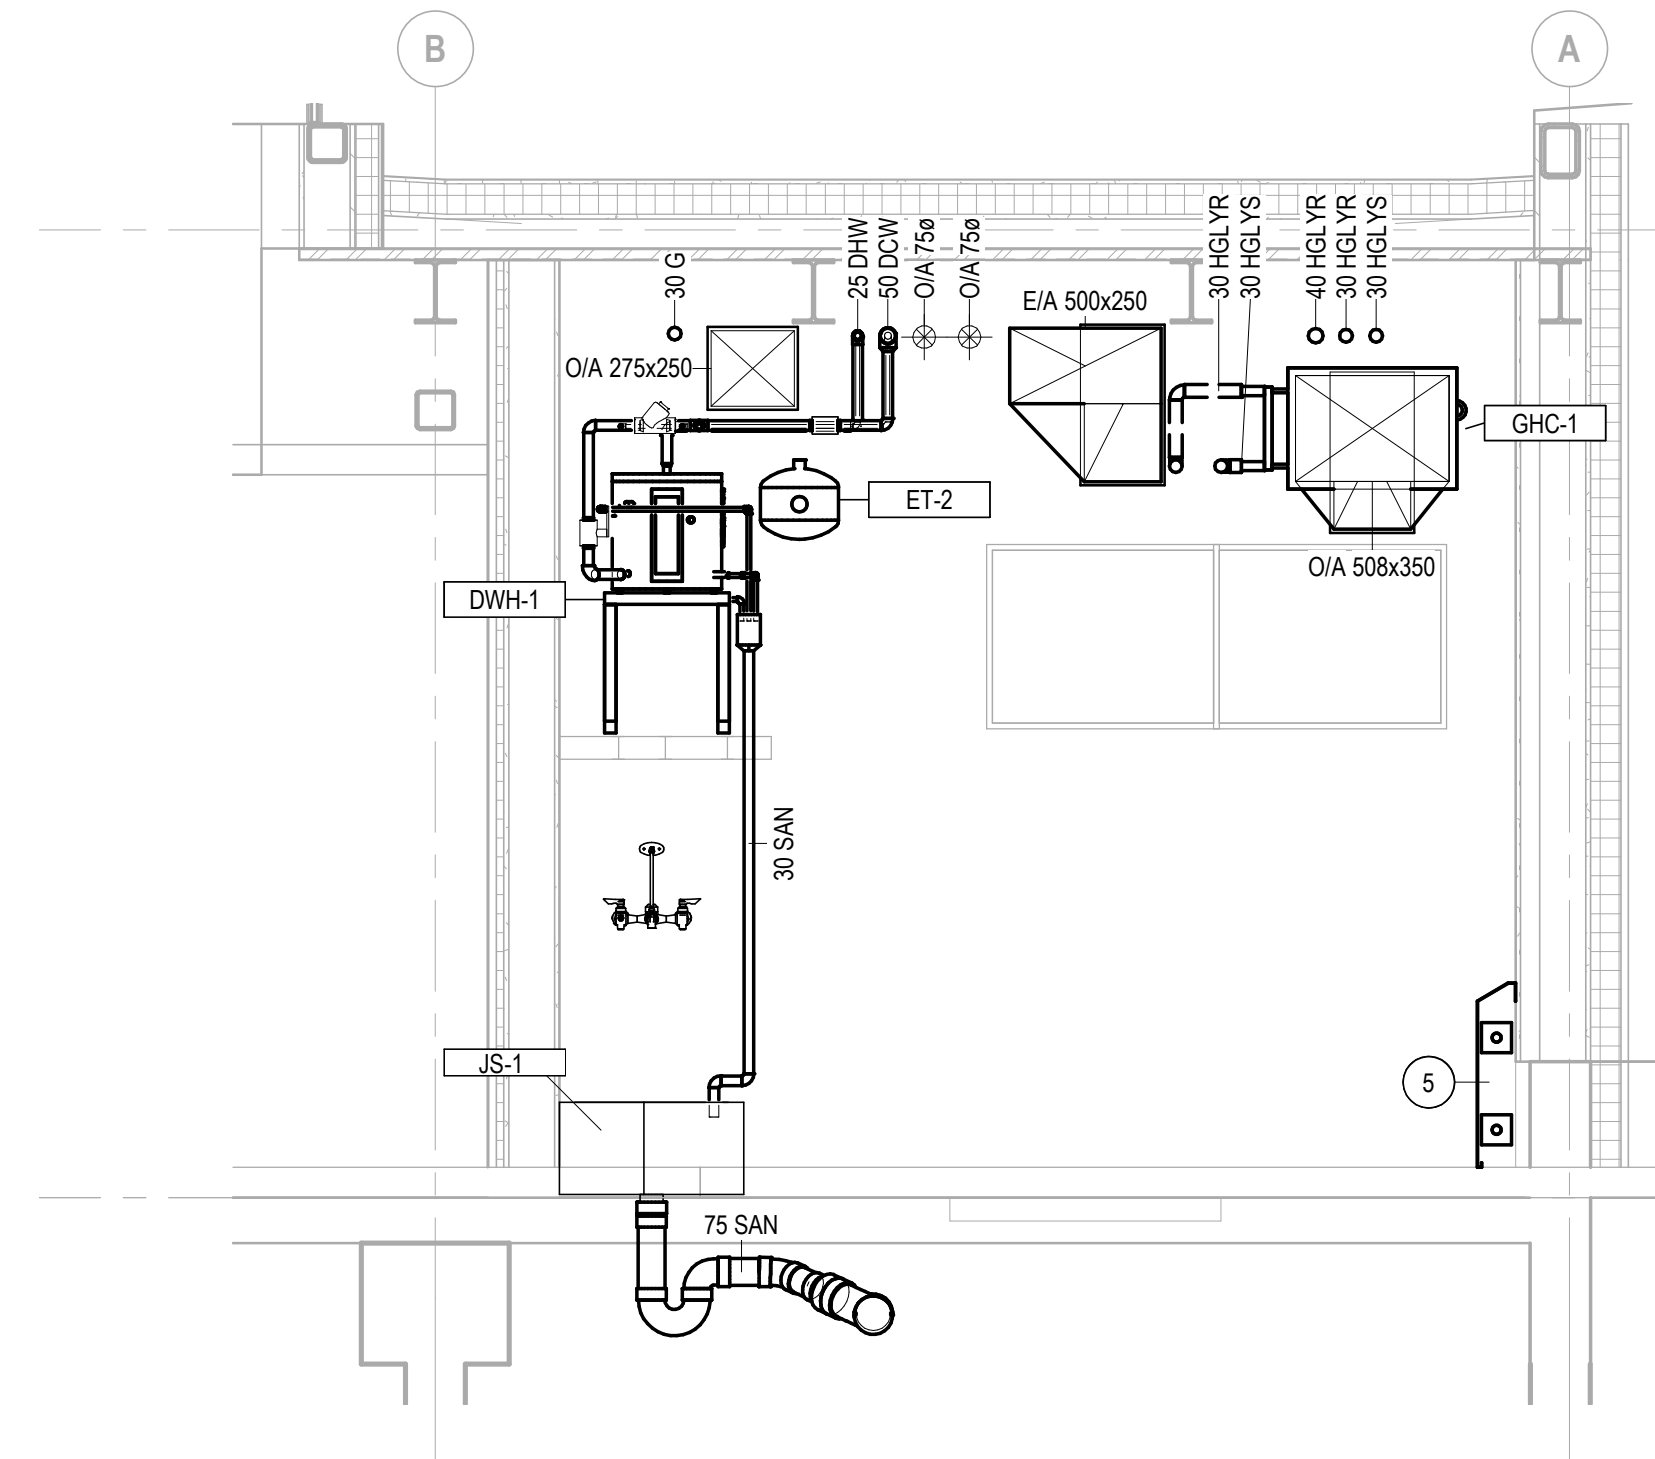 B
A
30 G
25 DHW
50 DCW
O/A 75ø
O/A 75ø
E/A 500x250
30 HGLYR
30 HGLYS
40 HGLYR
30 HGLYR
30 HGLYS
O/A 275x250
GHC-1
ET-2
O/A 508x350
DWH-1
30 SAN
JS-1
5
75 SAN